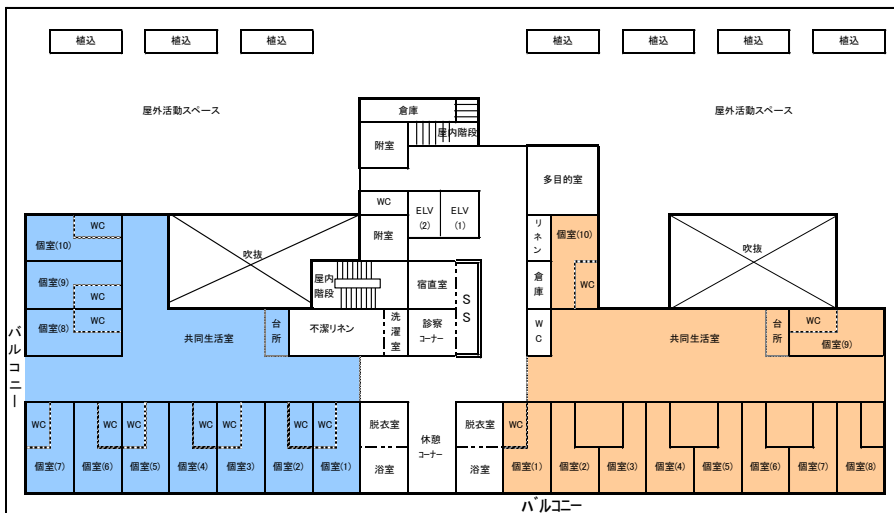 植込
植込
植込
植込
植込
植込
植込
屋外活動スペース
屋外活動スペース
倉庫
屋内階段
附室
多目的室
WC
ELV
(2)
ELV
(1)
附室
リネン
個室(10)
WC
個室(10)
WC
吹抜
吹抜
個室(9)
WC
屋内
階段
宿直室
SS
倉庫
WC
個室(8)
WC
共同生活室
台所
不潔リネン
洗濯室
診察
コーナー
WC
共同生活室
台所
WC
個室(9)
バルコニー
WC
WC
WC
WC
WC
WC
WC
脱衣室
休憩
コーナー
脱衣室
WC
個室(7)
個室(6)
個室(5)
個室(4)
個室(3)
個室(2)
個室(1)
浴室
浴室
個室(1)
個室(2)
個室(3)
個室(4)
個室(5)
個室(6)
個室(7)
個室(8)
バルコニー